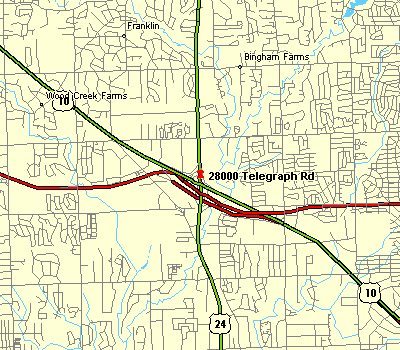 Franklin
Bingham Farms
Wood Creek Farms
10
28000 Telegraph Rd
10
24